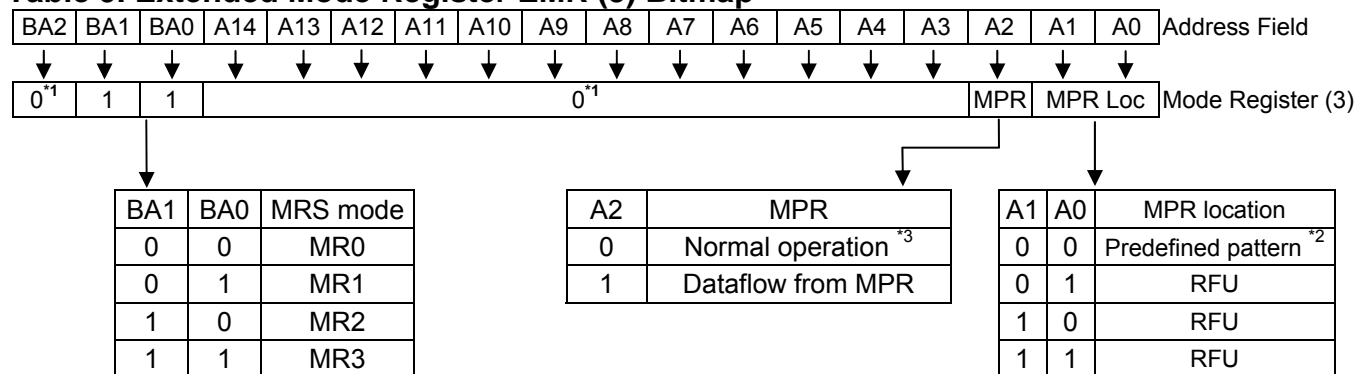 Table 8. Extended Mode Register EMR (3) Bitmap
BA2 BA1 BA0 A14 A13 A12 A11 A10 A9 A8 A7 A6 A5 A4 A3 A2 A1 A0 Address Field
0*1 1 1 0*1 MPR MPR Loc Mode Register (3)
BA1 BA0 MRS mode
0 0 MR0
0 1 MR1
1 0 MR2
1 1 MR3
A2 MPR
0 Normal operation *3
1 Dataflow from MPR
A1 A0 MPR location
0 0 Predefined pattern *2
0 1 RFU
1 0 RFU
1 1 RFU